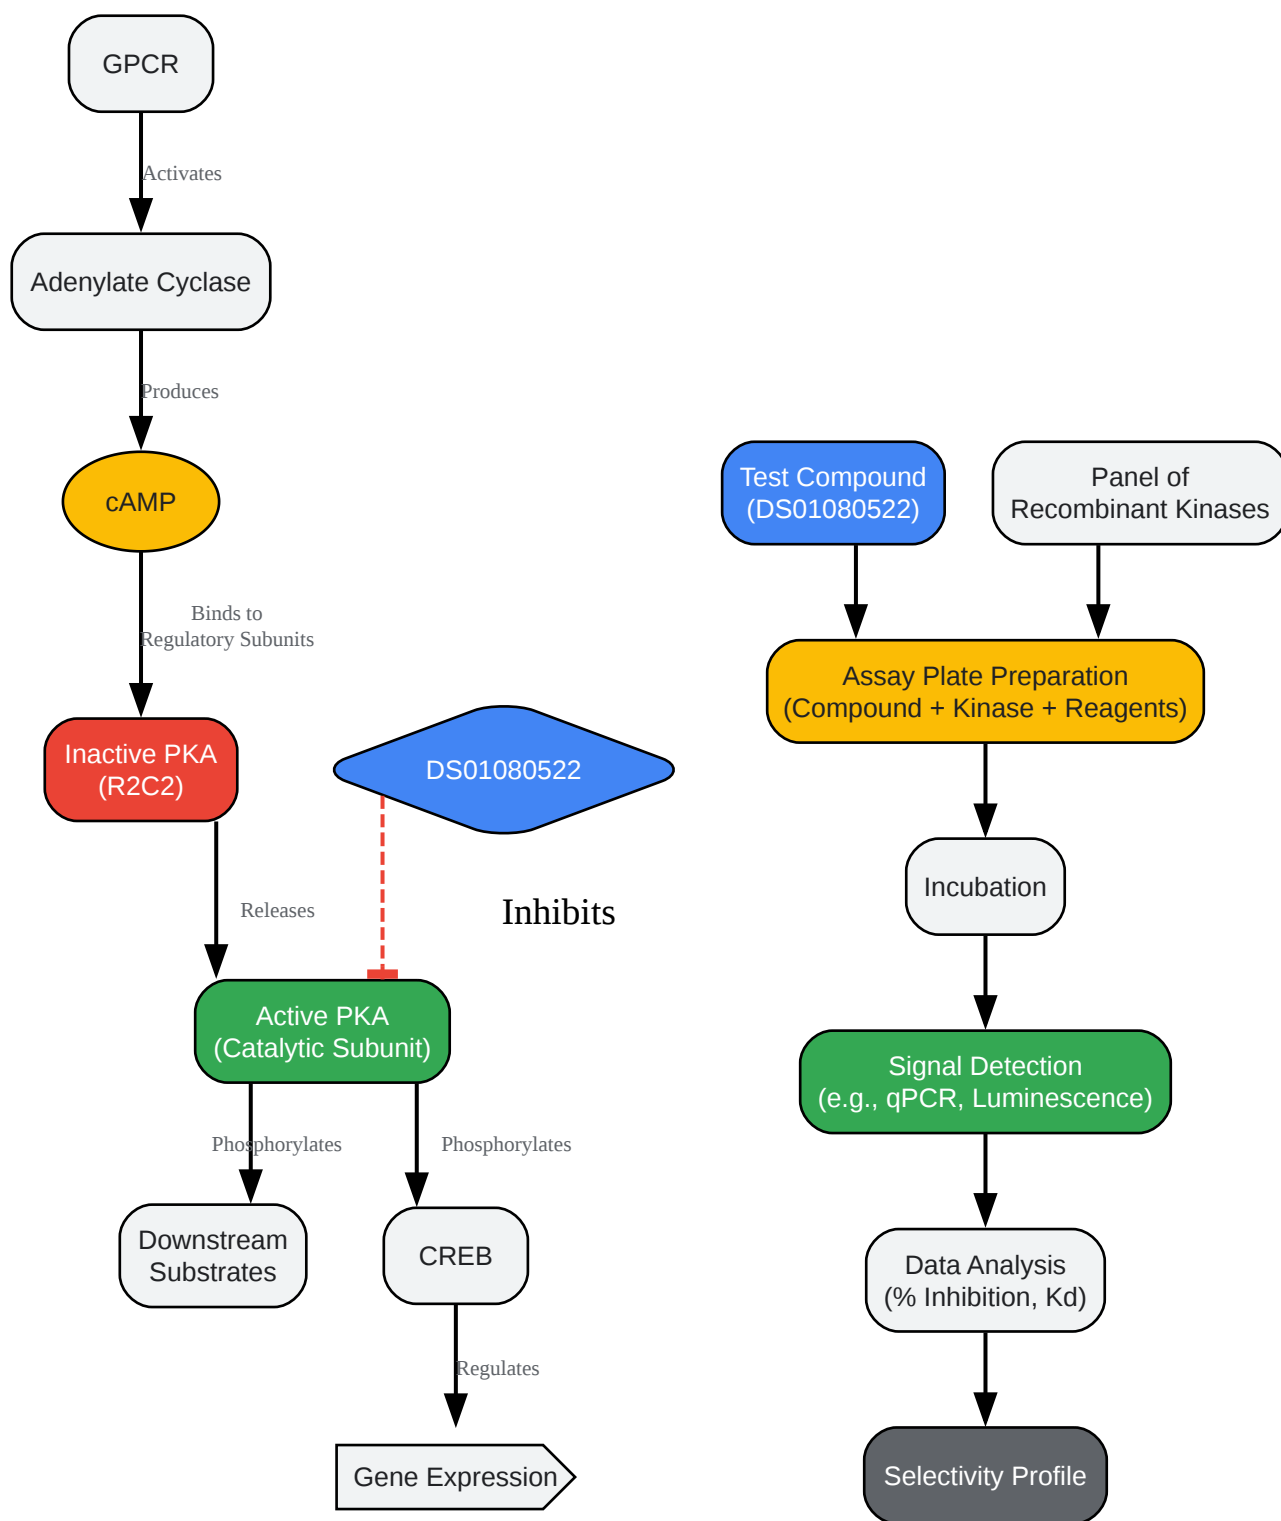 GPCR
Activates
Adenylate Cyclase
Produces
cAMP
Binds to
Regulatory Subunits
Inactive PKA
(R2C2)
DS01080522
Releases
Inhibits
Active PKA
(Catalytic Subunit)
Phosphorylates
Phosphorylates
Downstream
Substrates
CREB
Regulates
Gene Expression
Test Compound
(DS01080522)
Panel of
Recombinant Kinases
Assay Plate Preparation
(Compound + Kinase + Reagents)
Incubation
Signal Detection
(e.g., qPCR, Luminescence)
Data Analysis
(% Inhibition, Kd)
Selectivity Profile